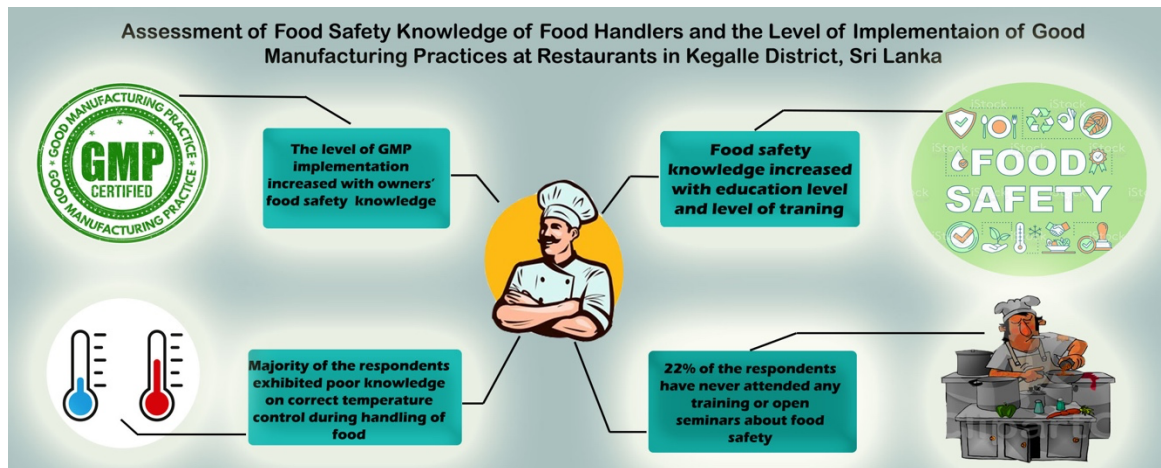 Assessment of Food Safety Knowledge of Food Handlers and the Level of Implementaion of Good
Manufacturing Practices at Restaurants in Kegalle District, Sri Lanka
GOOD MANUFACTURING PRACTICE
GMP
CERTIFIED
GOOD MANUFACTURING PRACTICE
The level of GMP
implementation
increased with owners'
food safety knowledge
Food safety
knowledge increased
with education level
and level of traning
iStock
FOOD
SAFETY
Majority of the respondents
exhibited poor knowledge
on correct temperature
control during handling of
food
22% of the respondents
have never attended any
training or open
seminars about food
safety